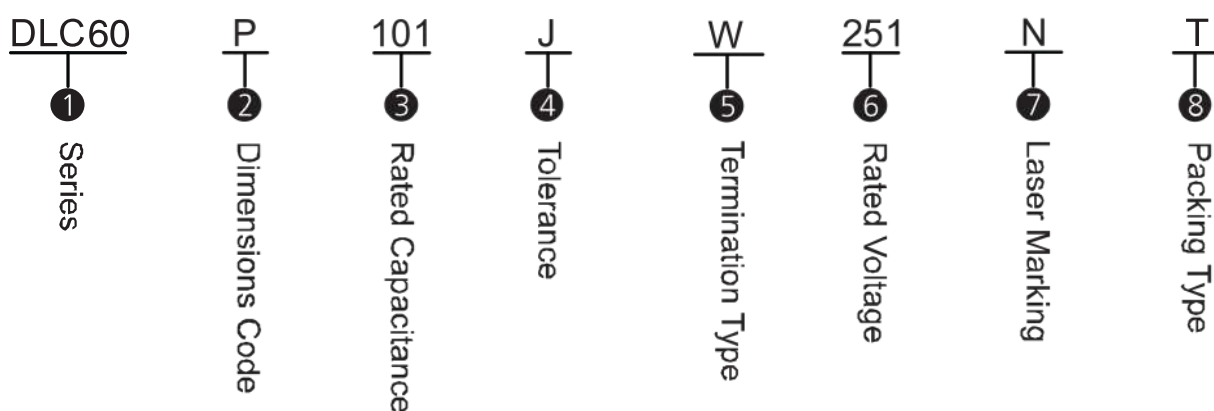 DLC60 P 101 J W 251 N T
1 2 3 4 5 6 7 8
Series
Dimensions Code
Rated Capacitance
Tolerance
Termination Type
Rated Voltage
Laser Marking
Packing Type